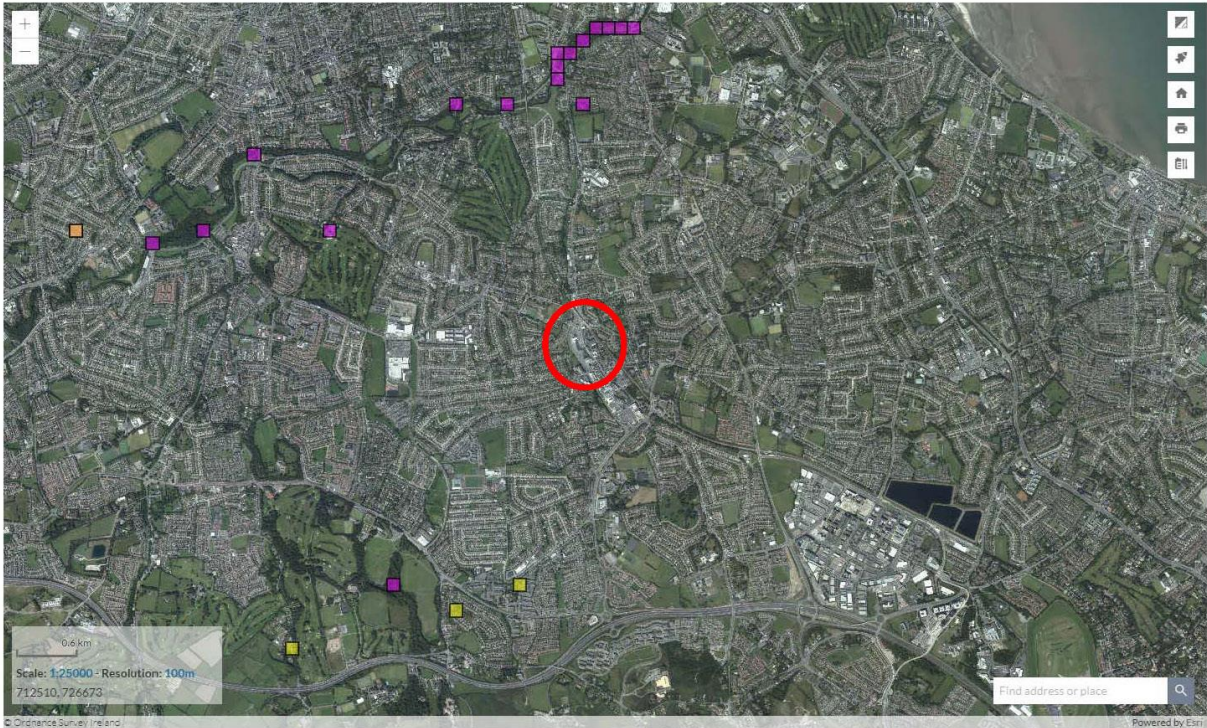 +
−
0.6 km
Scale: 1:25000 - Resolution: 100m
712510, 726673
Find address or place
© Ordnance Survey Ireland
Powered by Esri